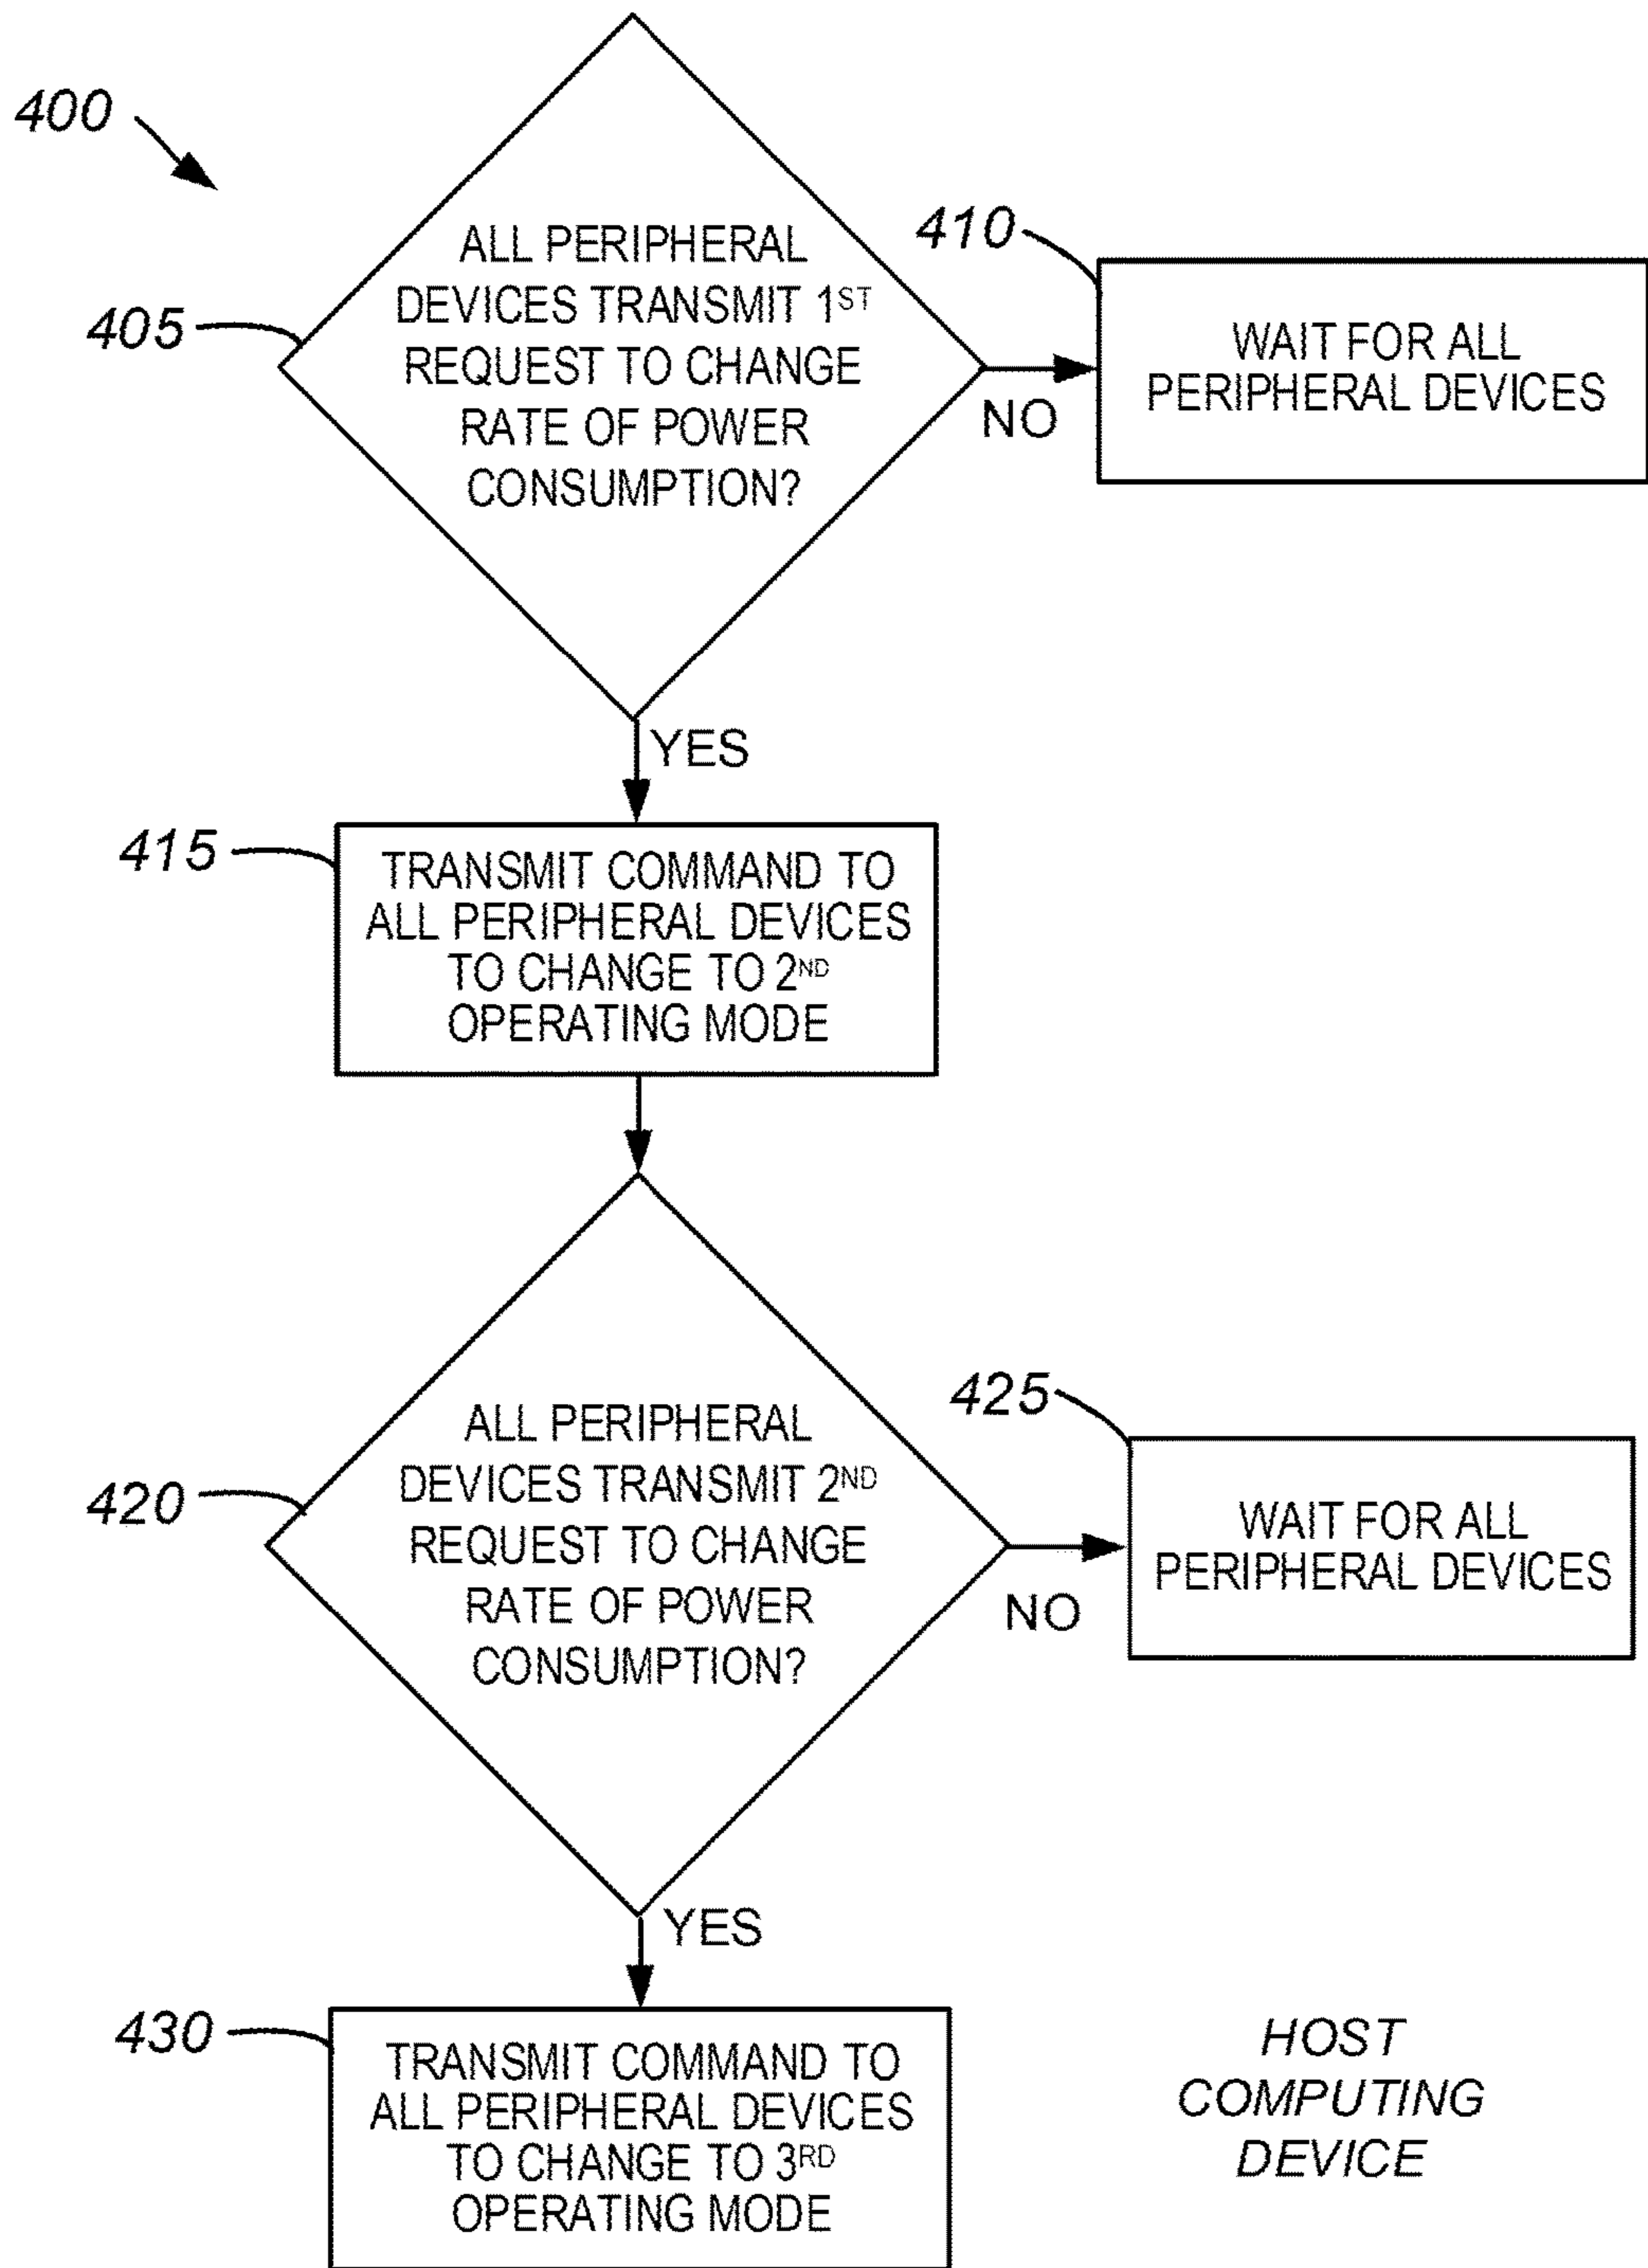 400
405
ALL PERIPHERAL
DEVICES TRANSMIT 1ST
REQUEST TO CHANGE
RATE OF POWER
CONSUMPTION?
410
NO
WAIT FOR ALL
PERIPHERAL DEVICES
YES
415
TRANSMIT COMMAND TO
ALL PERIPHERAL DEVICES
TO CHANGE TO 2ND
OPERATING MODE
420
ALL PERIPHERAL
DEVICES TRANSMIT 2ND
REQUEST TO CHANGE
RATE OF POWER
CONSUMPTION?
425
NO
WAIT FOR ALL
PERIPHERAL DEVICES
YES
430
TRANSMIT COMMAND TO
ALL PERIPHERAL DEVICES
TO CHANGE TO 3RD
OPERATING MODE
HOST
COMPUTING
DEVICE